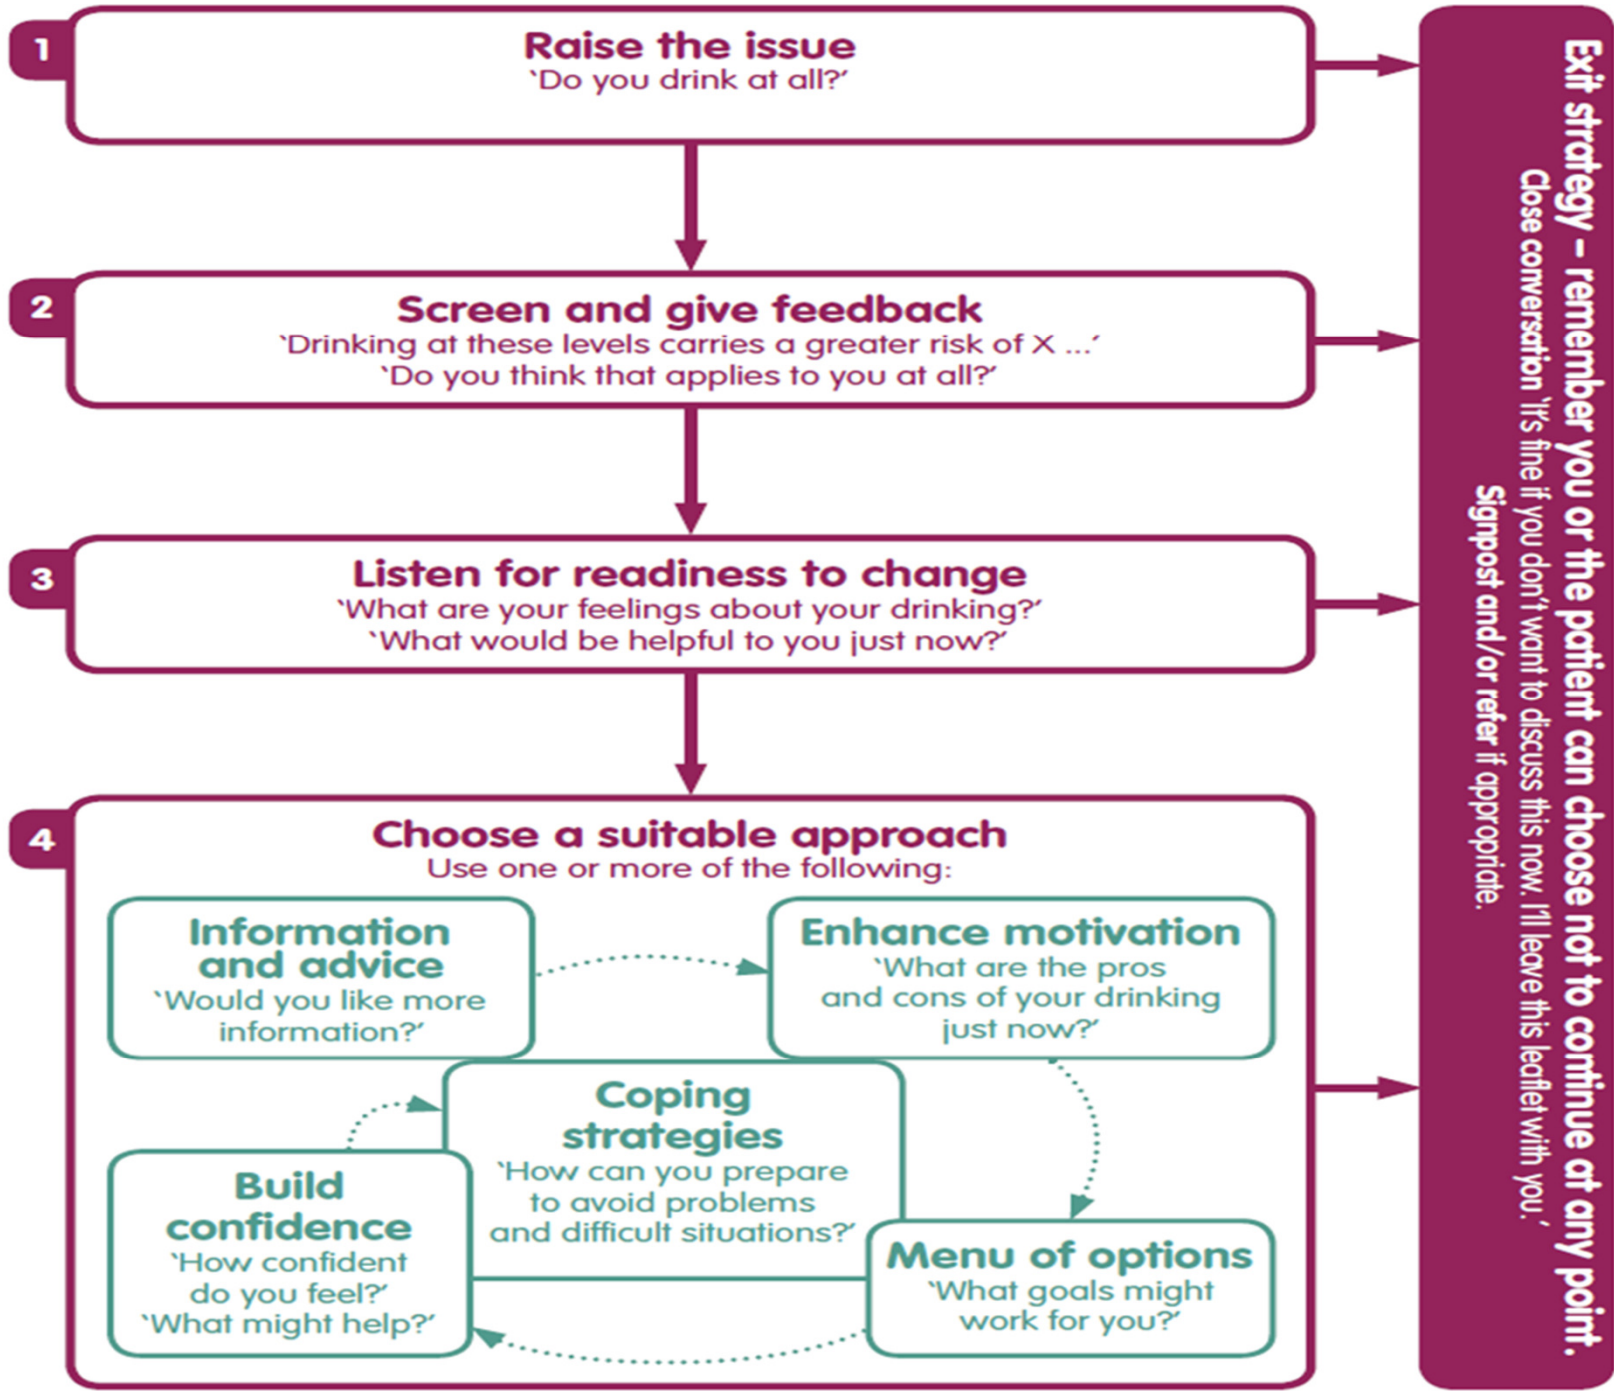 1
Raise the issue
‘Do you drink at all?’
2
Screen and give feedback
‘Drinking at these levels carries a greater risk of X ...’
‘Do you think that applies to you at all?’
3
Listen for readiness to change
‘What are your feelings about your drinking?’
‘What would be helpful to you just now?’
4
Choose a suitable approach
Use one or more of the following:
Information
and advice
‘Would you like more
information?’
Enhance motivation
‘What are the pros
and cons of your drinking
just now?’
Coping
strategies
‘How can you prepare
to avoid problems
and difficult situations?’
Build
confidence
‘How confident
do you feel?’
‘What might help?’
Menu of options
‘What goals might
work for you?’
Exit strategy – remember you or the patient can choose not to continue at any point.
Close conversation ‘It’s fine if you don’t want to discuss this now. I’ll leave this leaflet with you.’
Signpost and/or refer if appropriate.